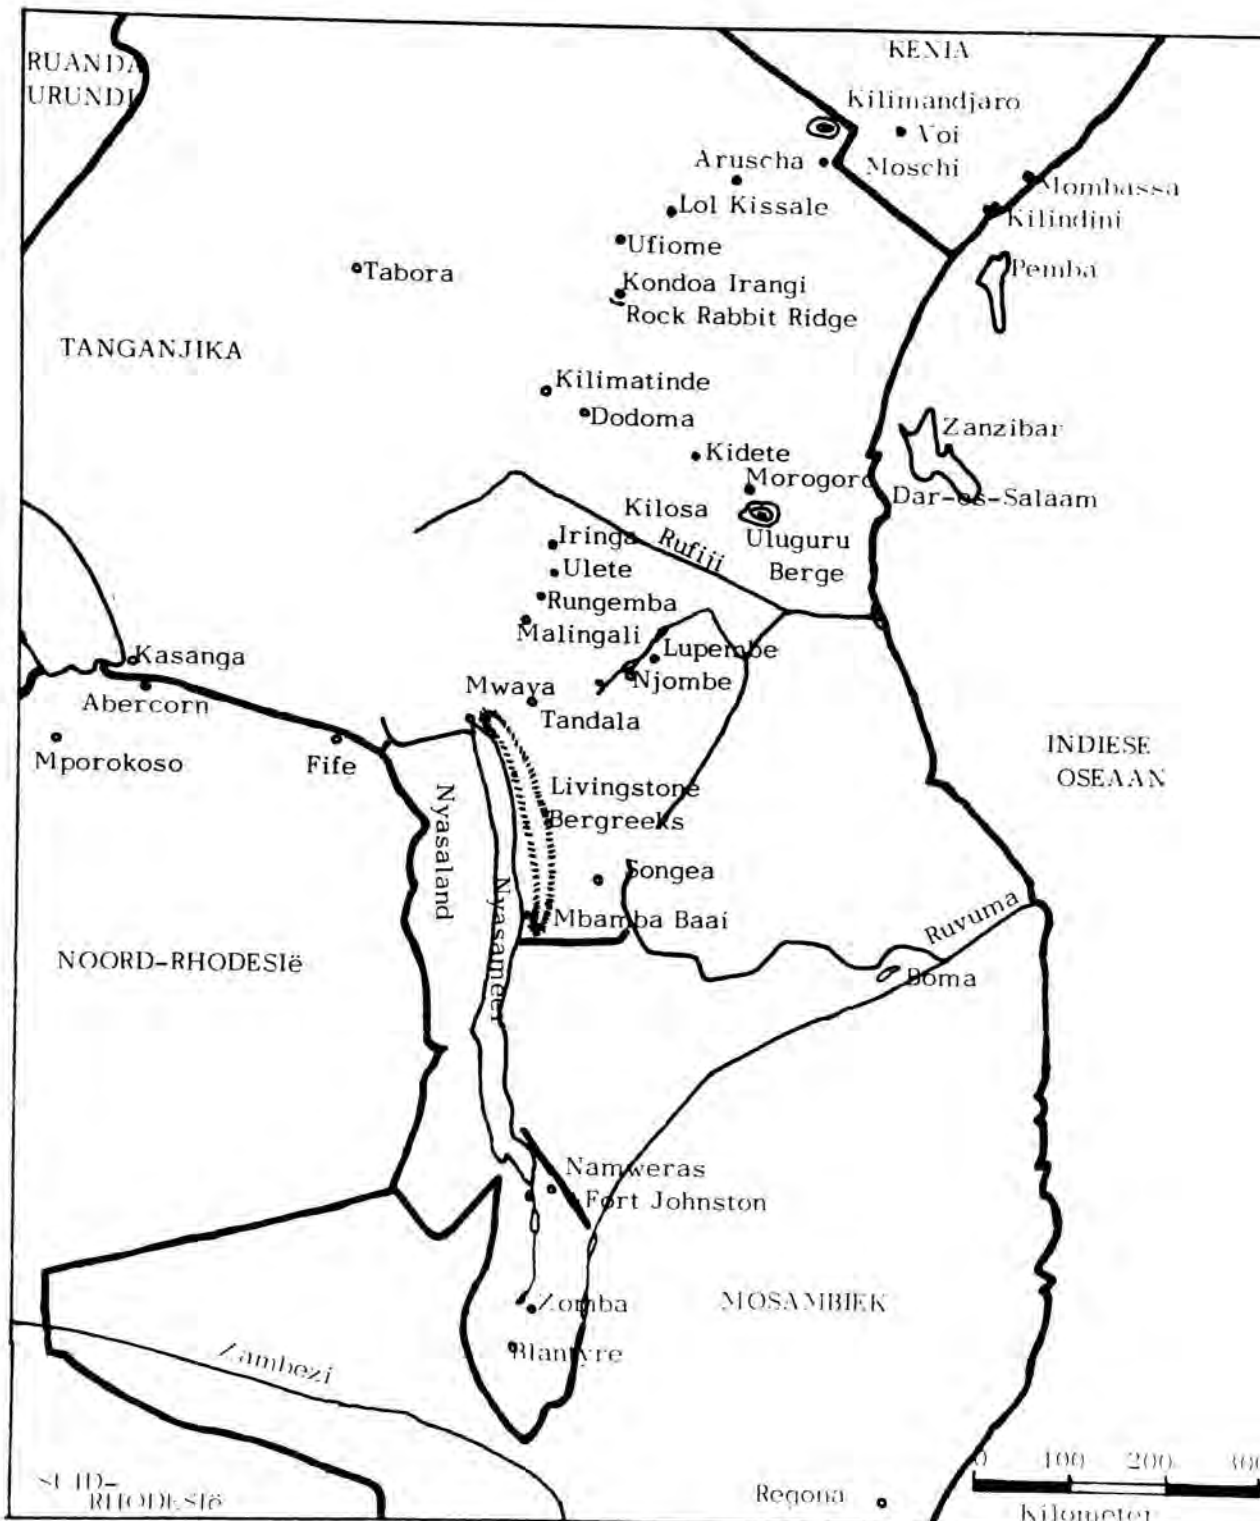 RUANDA
URUNDI
KENIA
Kilimandjaro
Voi
Aruscha
Moschi
Mombassa
Lol Kissale
Kilindini
Ufiome
Pemba
Tabora
Kondoa Irangi
Rock Rabbit Ridge
TANGANJIKA
Kilimatinde
Dodoma
Zanzibar
Kidete
Morogoro
Dar-es-Salaam
Kilosa
Iringa
Rufiji
Uluguru
Berge
Ulete
Rungemba
Malingali
Lupembe
Kasanga
Njombe
Mwaya
Abercorn
Tandala
Mporokoso
Fife
INDIESE
OSEAAN
Livingstone
Bergreeks
Nyasaland
Songea
Nyasameer
Mbamba Baai
Ruvuma
NOORD-RHODESIë
Boma
Namweras
Fort Johnston
Zomba
MOSAMBIEK
Blantyre
Zambezi
0 100 200 300
SUID-
RHODESIë
Regona
Kilometer